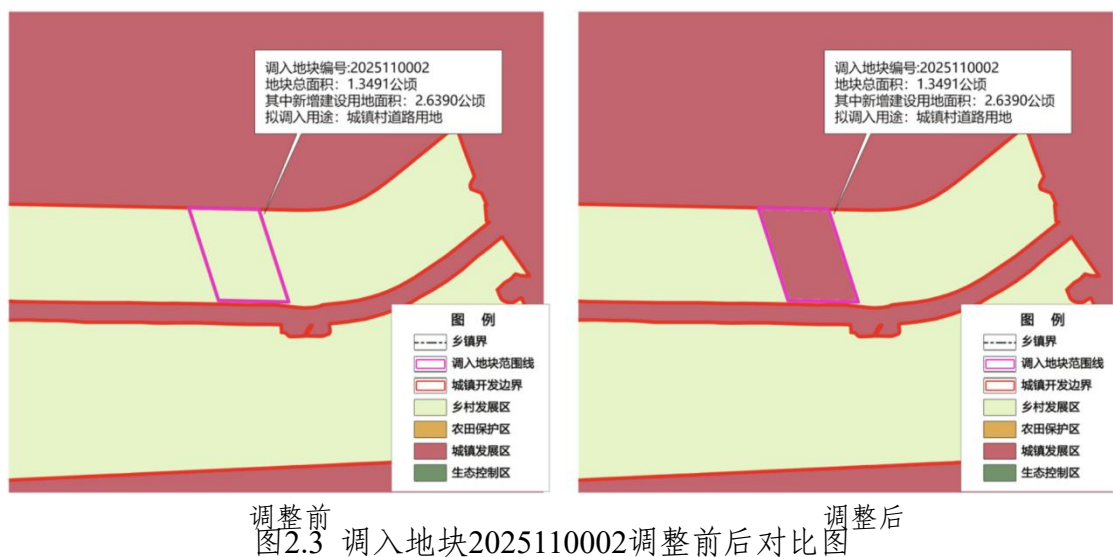 调入地块编号:2025110002
地块总面积：1.3491公顷
其中新增建设用地面积：2.6390公顷
拟调入用途：城镇村道路用地
图 例
乡镇界
调入地块范围线
城镇开发边界
乡村发展区
农田保护区
城镇发展区
生态控制区
调整前
调入地块编号:2025110002
地块总面积：1.3491公顷
其中新增建设用地面积：2.6390公顷
拟调入用途：城镇村道路用地
图 例
乡镇界
调入地块范围线
城镇开发边界
乡村发展区
农田保护区
城镇发展区
生态控制区
调整后
图2.3 调入地块2025110002调整前后对比图